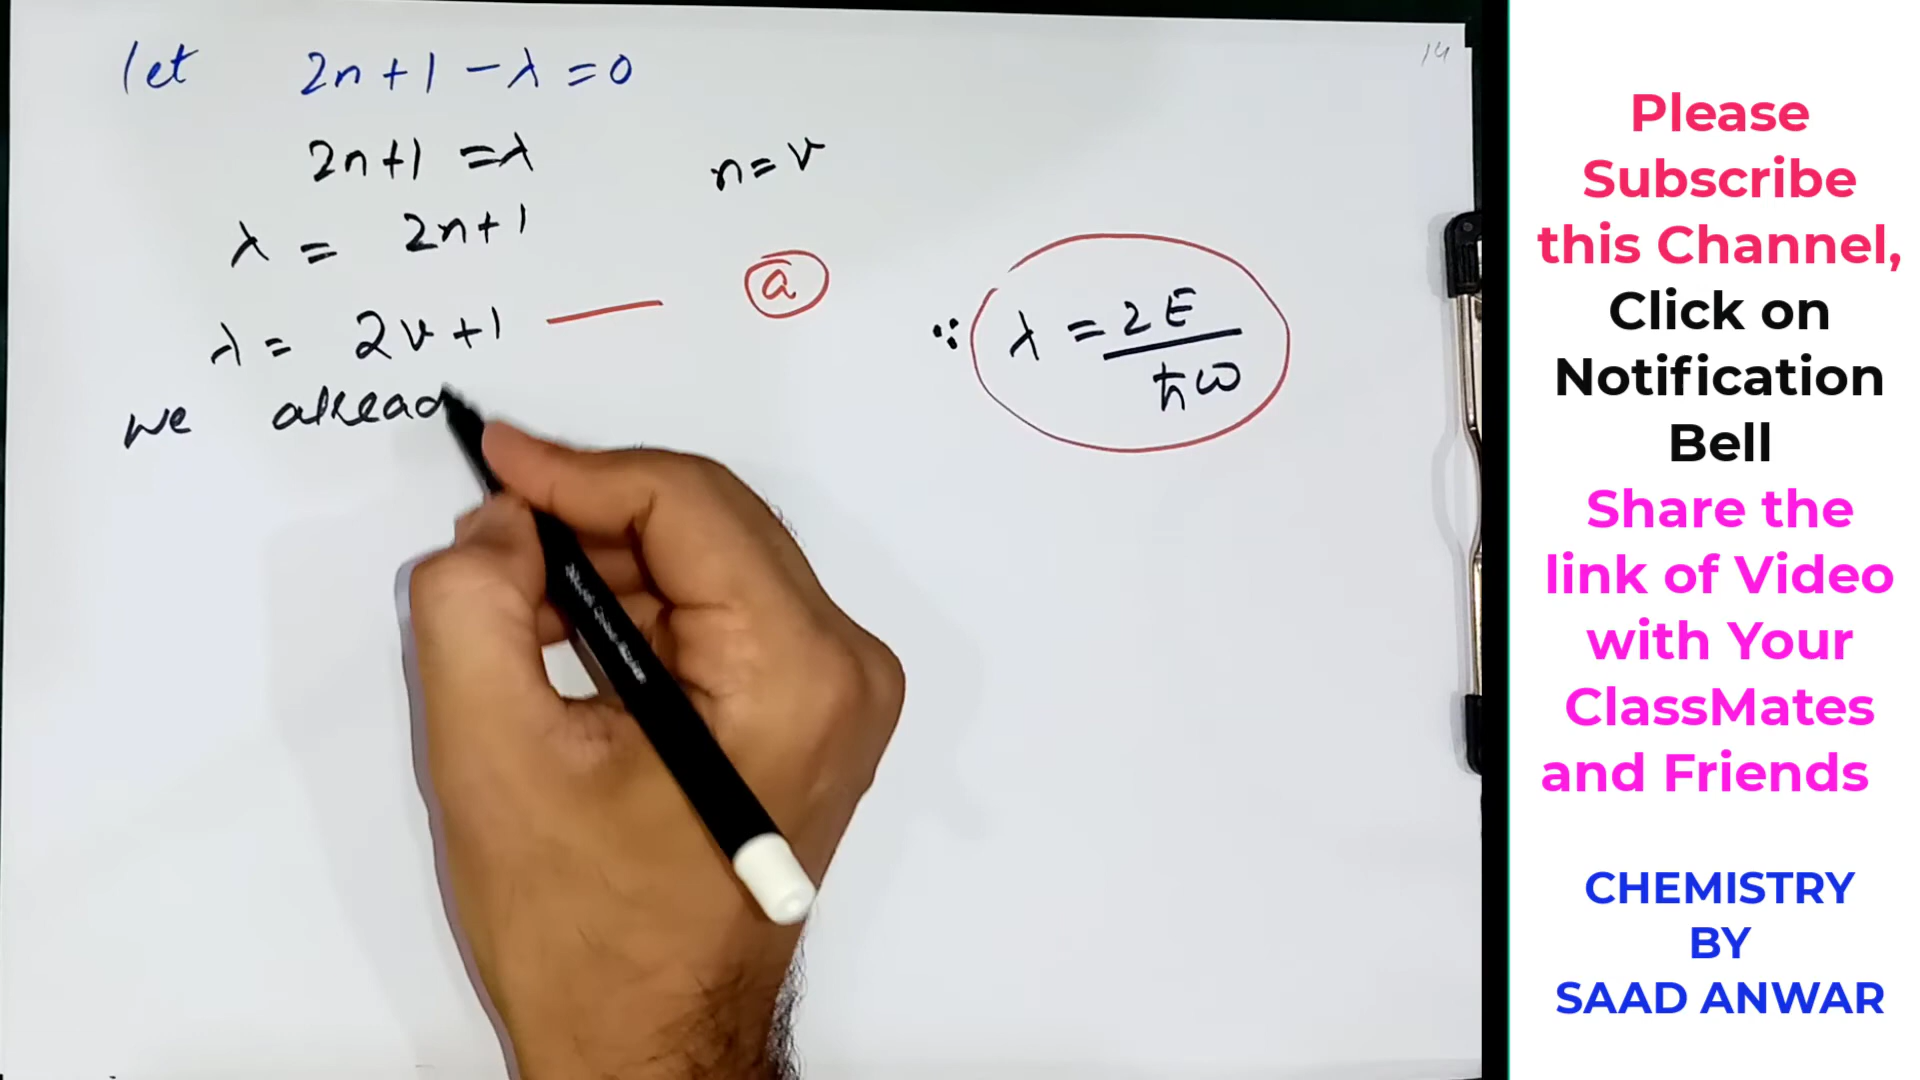 let 2n+1-λ=0
2n+1 =λ
n=v
λ = 2n+1
λ = 2v+1
a
∵ λ = 2E
ħω
we alread
14
Please
Subscribe
this Channel,
Click on
Notification
Bell
Share the
link of Video
with Your
ClassMates
and Friends
CHEMISTRY
BY
SAAD ANWAR